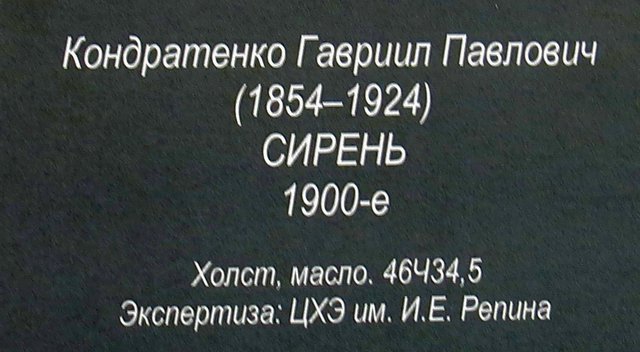 Кондратенко Гавриил Павлович
(1854–1924)
СИРЕНЬ
1900-е
Холст, масло. 46Ч34,5
Экспертиза: ЦХЭ им. И.Е. Репина